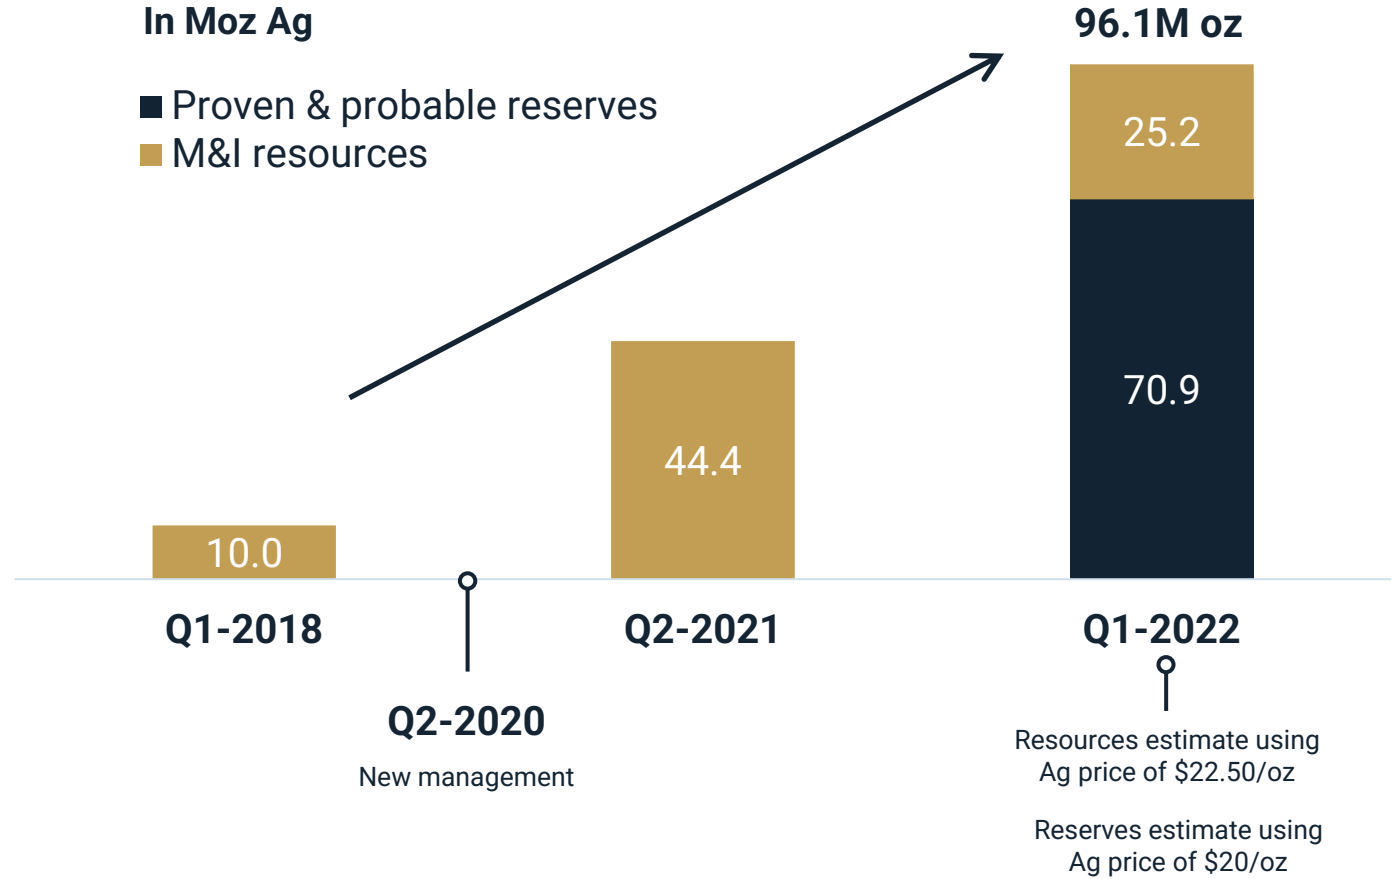 In Moz Ag
Proven & probable reserves
M&I resources
96.1M oz
25.2
70.9
44.4
10.0
Q1-2018
Q2-2021
Q1-2022
Q2-2020
New management
Resources estimate using
Ag price of $22.50/oz
Reserves estimate using
Ag price of $20/oz